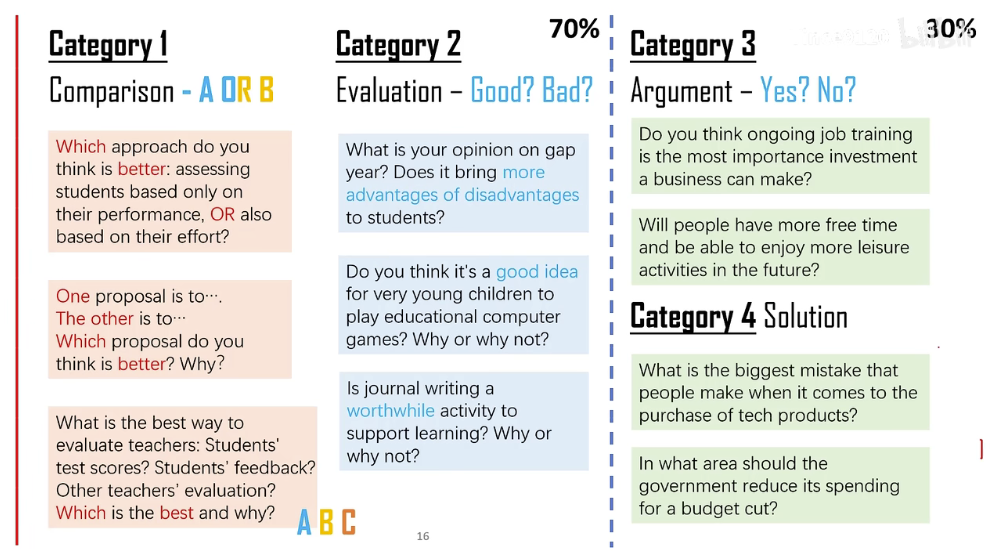 Category 1
Comparison - A OR B
Which approach do you
think is better: assessing
students based only on
their performance, OR also
based on their effort?
One proposal is to….
The other is to…
Which proposal do you
think is better? Why?
What is the best way to
evaluate teachers: Students'
test scores? Students' feedback?
Other teachers' evaluation?
Which is the best and why?
A B C
70%
Category 2
Evaluation – Good? Bad?
What is your opinion on gap
year? Does it bring more
advantages of disadvantages
to students?
Do you think it's a good idea
for very young children to
play educational computer
games? Why or why not?
Is journal writing a
worthwhile activity to
support learning? Why or
why not?
16
30%
Category 3
Argument – Yes? No?
Do you think ongoing job training
is the most importance investment
a business can make?
Will people have more free time
and be able to enjoy more leisure
activities in the future?
Category 4 Solution
What is the biggest mistake that
people make when it comes to the
purchase of tech products?
In what area should the
government reduce its spending
for a budget cut?